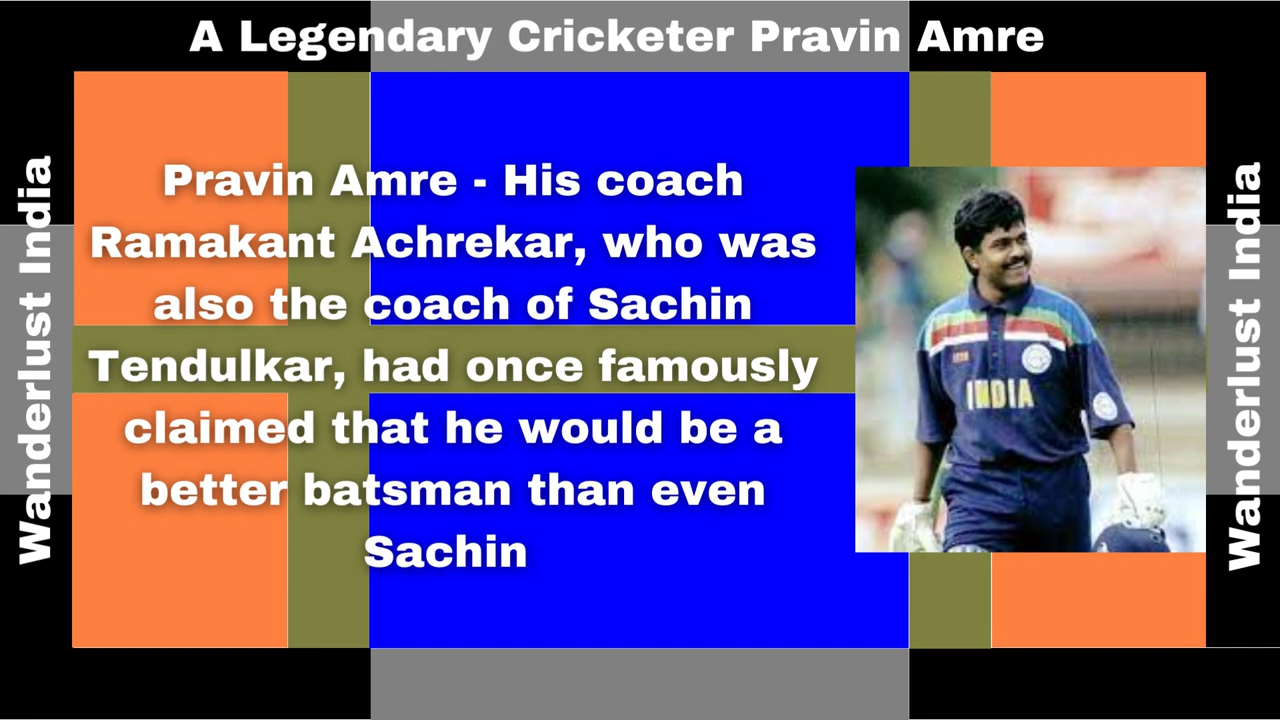 A Legendary Cricketer Pravin Amre
Wanderlust India
Pravin Amre - His coach
Ramakant Achrekar, who was
also the coach of Sachin
Tendulkar, had once famously
claimed that he would be a
better batsman than even
Sachin
INDIA
Wanderlust India